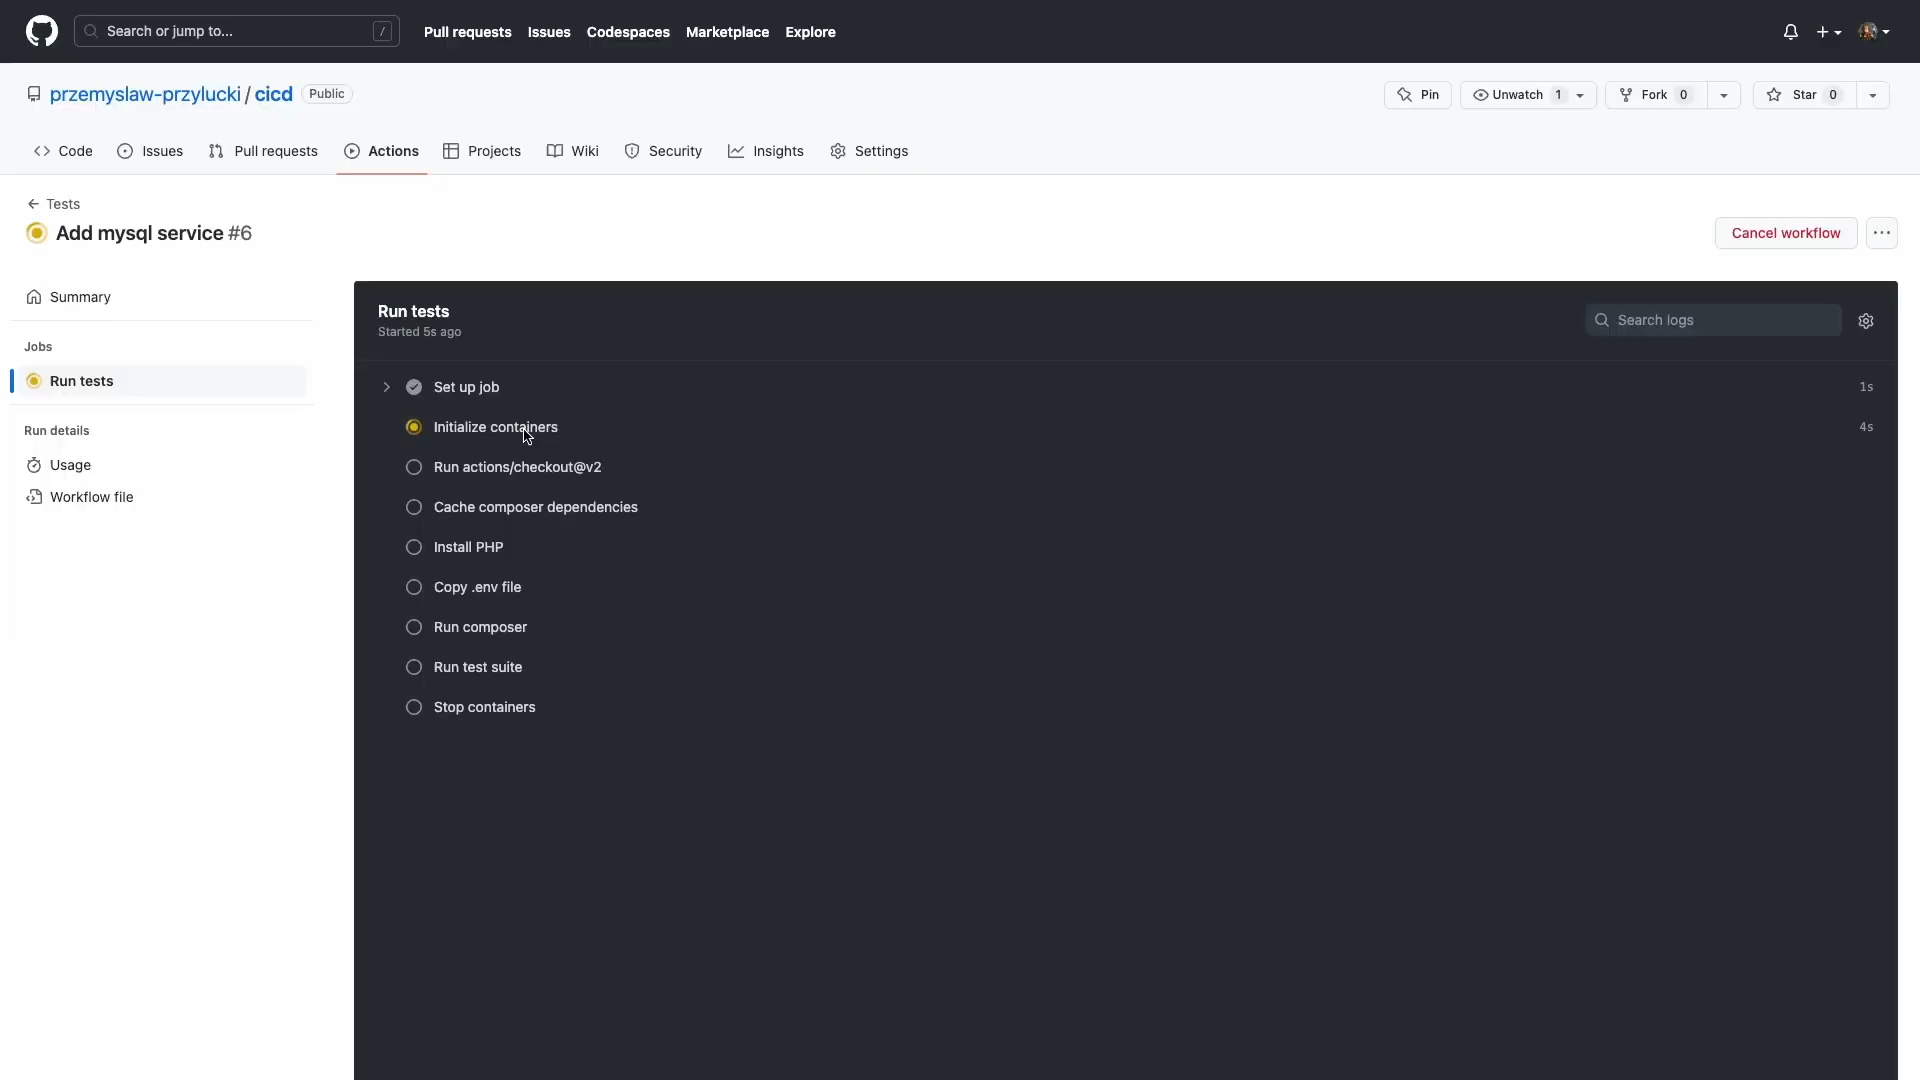 Search or jump to... /
Pull requests Issues Codespaces Marketplace Explore
przemyslaw-przylucki / cicd Public
Pin Unwatch 1 Fork 0 Star 0
Code Issues Pull requests Actions Projects Wiki Security Insights Settings
Tests
Add mysql service #6
Cancel workflow
Summary
Jobs
Run tests
Run details
Usage
Workflow file
Run tests
Started 5s ago
Search logs
Set up job 1s
Initialize containers 4s
Run actions/checkout@v2
Cache composer dependencies
Install PHP
Copy .env file
Run composer
Run test suite
Stop containers